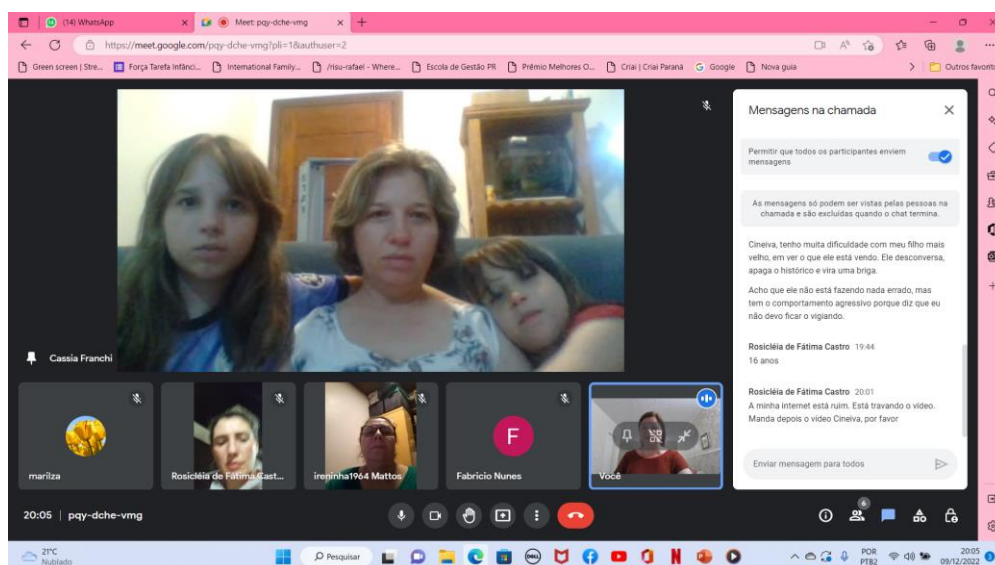 (14) WhatsApp
Meet: pqy-dche-vmg
https://meet.google.com/pqy-dche-vmg?pli=1&authuser=2
Green screen | Stre...
Força Tarefa Infânci...
International Family...
/risu-rafael - Where...
Escola de Gestão PR
Prêmio Melhores O...
Criai | Criai Paraná
Google
Nova guia
Outros favorito
Mensagens na chamada
Permitir que todos os participantes enviem
mensagens
As mensagens só podem ser vistas pelas pessoas na
chamada e são excluídas quando o chat termina.
Cineiva, tenho muita dificuldade com meu filho mais
velho, em ver o que ele está vendo. Ele desconversa,
apaga o histórico e vira uma briga.
Acho que ele não está fazendo nada errado, mas
tem o comportamento agressivo porque diz que eu
não devo ficar o vigiando.
Rosicléia de Fátima Castro 19:44
16 anos
Rosicléia de Fátima Castro 20:01
A minha internet está ruim. Está travando o vídeo.
Manda depois o vídeo Cineiva, por favor
Enviar mensagem para todos
Cassia Franchi
marilza
Rosicléia de Fátima Cast...
ireninha1964 Mattos
F
Fabricio Nunes
Você
20:05 | pqy-dche-vmg
6
21°C
Nublado
Pesquisar
DELL
POR
PTB2
20:05
09/12/2022